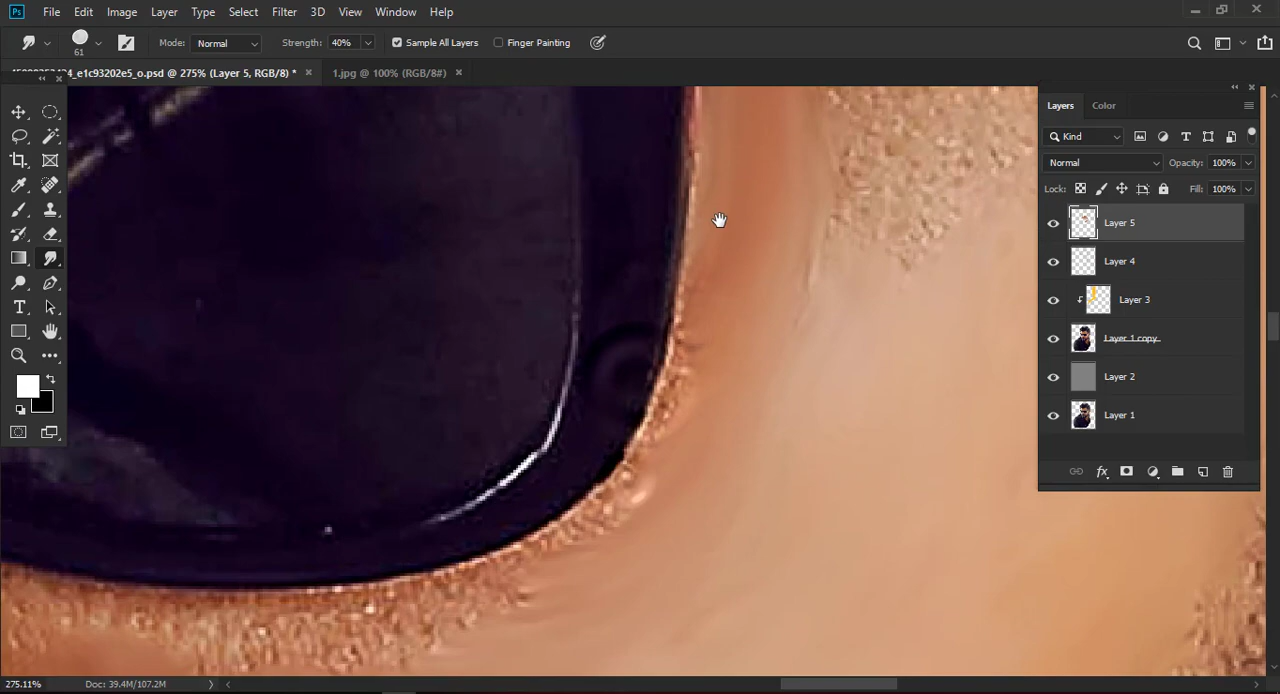 Ps File Edit Image Layer Type Select Filter 3D View Window Help
61 Mode: Normal Strength: 40% Sample All Layers Finger Painting
_e1c93202e5_o.psd @ 275% (Layer 5, RGB/8) * 1.jpg @ 100% (RGB/8#)
Layers Color
Kind
Normal Opacity: 100%
Lock: Fill: 100%
Layer 5
Layer 4
Layer 3
Layer 1 copy
Layer 2
Layer 1
fx
275.11% Doc: 39.4M/107.2M